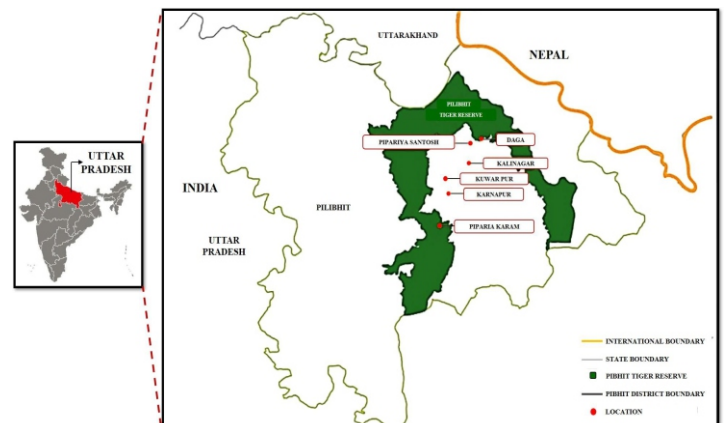 UTTAR
PRADESH
UTTARAKHAND
NEPAL
PILIBHIT
TIGER RESERVE
PIPARIYA SANTOSH
DAGA
KALINAGAR
KUWAR PUR
KARNAPUR
PIPARIA KARAM
INDIA
PILIBHIT
UTTAR
PRADESH
INTERNATIONAL BOUNDARY
STATE BOUNDARY
PIBHIT TIGER RESERVE
PIBHIT DISTRICT BOUNDARY
LOCATION